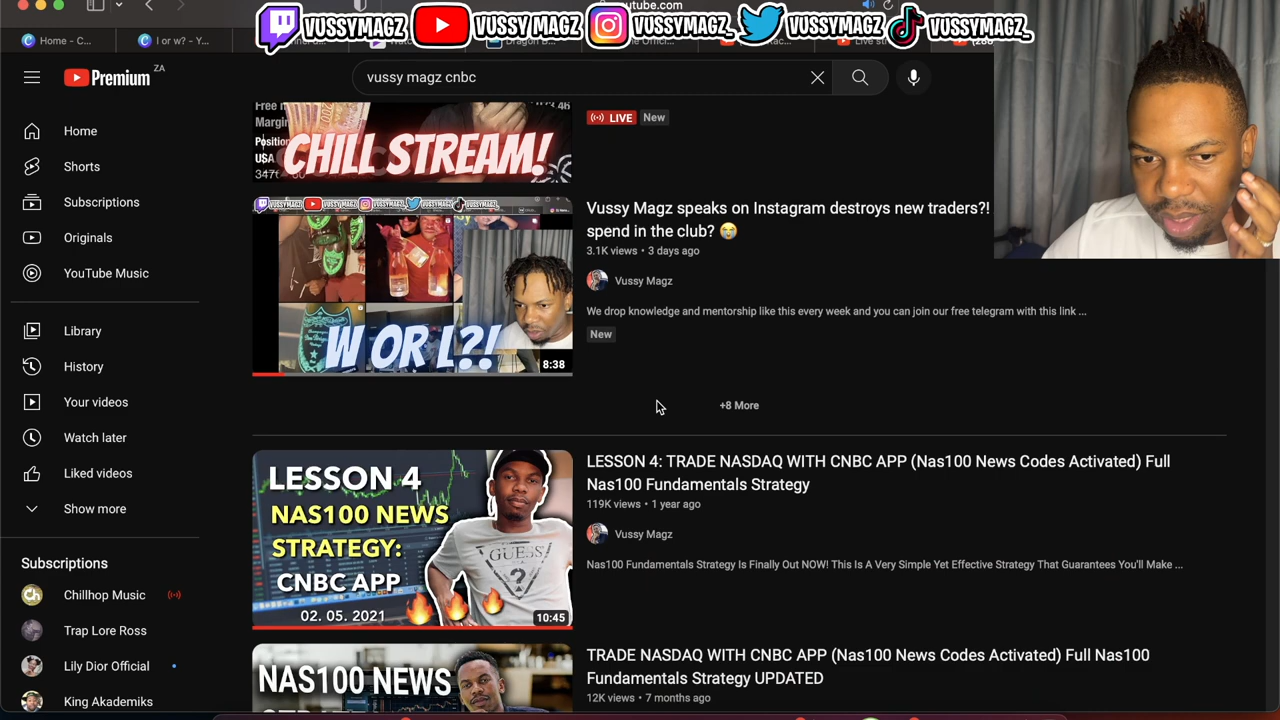 VUSSYMAGZ
VUSSY MAGZ
VUSSYMAGZ_
VUSSYMAGZ
VUSSYMAGZ_
utube.com
Home - C...
I or w? - Y...
Premium
ZA
vussy magz cnbc
Home
Shorts
Subscriptions
Originals
YouTube Music
Library
History
Your videos
Watch later
Liked videos
Show more
Subscriptions
Chillhop Music
Trap Lore Ross
Lily Dior Official
King Akademiks
Margin
CHILL STREAM!
LIVE
New
Vussy Magz speaks on Instagram destroys new traders?!
spend in the club? 😭
3.1K views • 3 days ago
Vussy Magz
We drop knowledge and mentorship like this every week and you can join our free telegram with this link ...
New
W OR L?!
8:38
+8 More
LESSON 4
NAS100 NEWS
STRATEGY:
CNBC APP
02. 05. 2021
GUESS
?
10:45
LESSON 4: TRADE NASDAQ WITH CNBC APP (Nas100 News Codes Activated) Full
Nas100 Fundamentals Strategy
119K views • 1 year ago
Vussy Magz
Nas100 Fundamentals Strategy Is Finally Out NOW! This Is A Very Simple Yet Effective Strategy That Guarantees You'll Make ...
NAS100 NEWS
TRADE NASDAQ WITH CNBC APP (Nas100 News Codes Activated) Full Nas100
Fundamentals Strategy UPDATED
12K views • 7 months ago